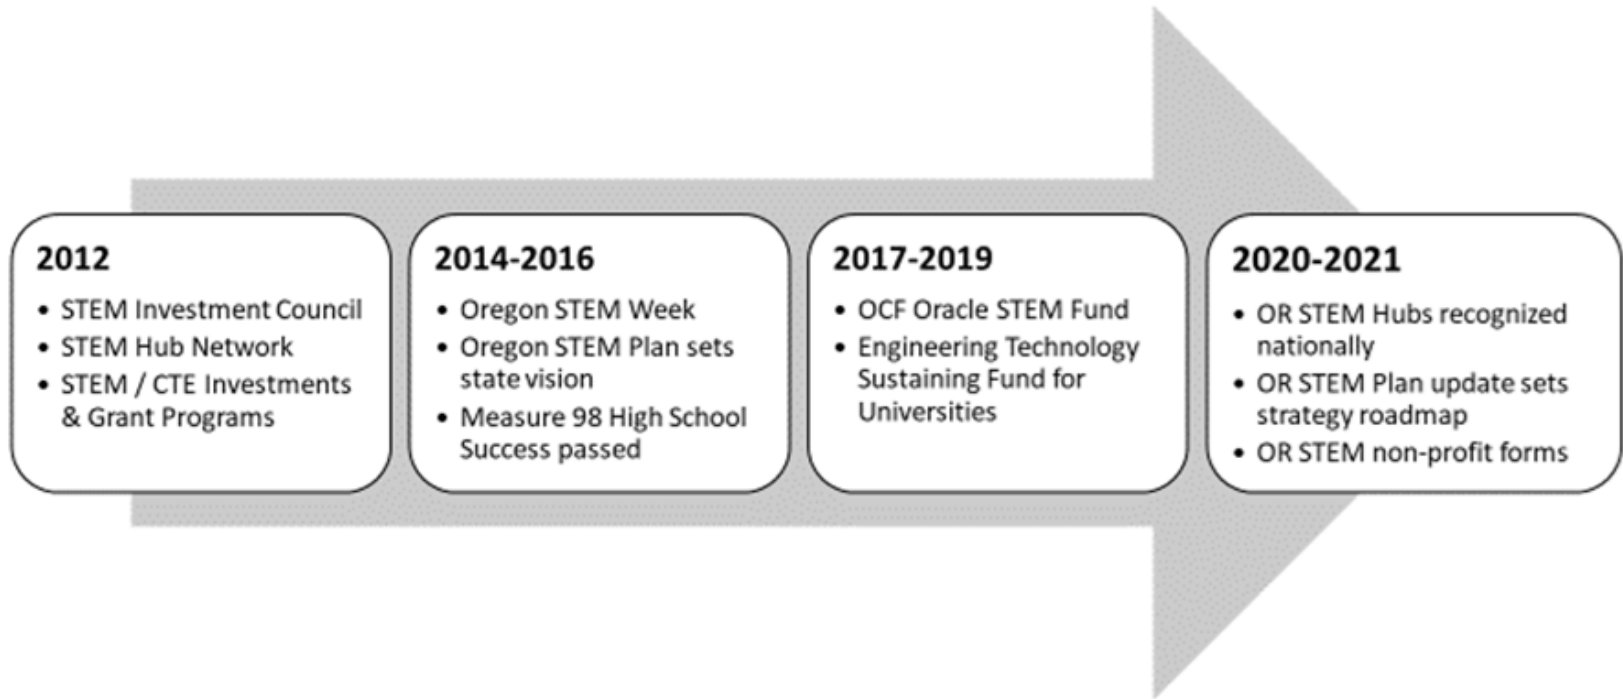 2012
• STEM Investment Council
• STEM Hub Network
• STEM / CTE Investments
& Grant Programs
2014-2016
• Oregon STEM Week
• Oregon STEM Plan sets
state vision
• Measure 98 High School
Success passed
2017-2019
• OCF Oracle STEM Fund
• Engineering Technology
Sustaining Fund for
Universities
2020-2021
• OR STEM Hubs recognized
nationally
• OR STEM Plan update sets
strategy roadmap
• OR STEM non-profit forms